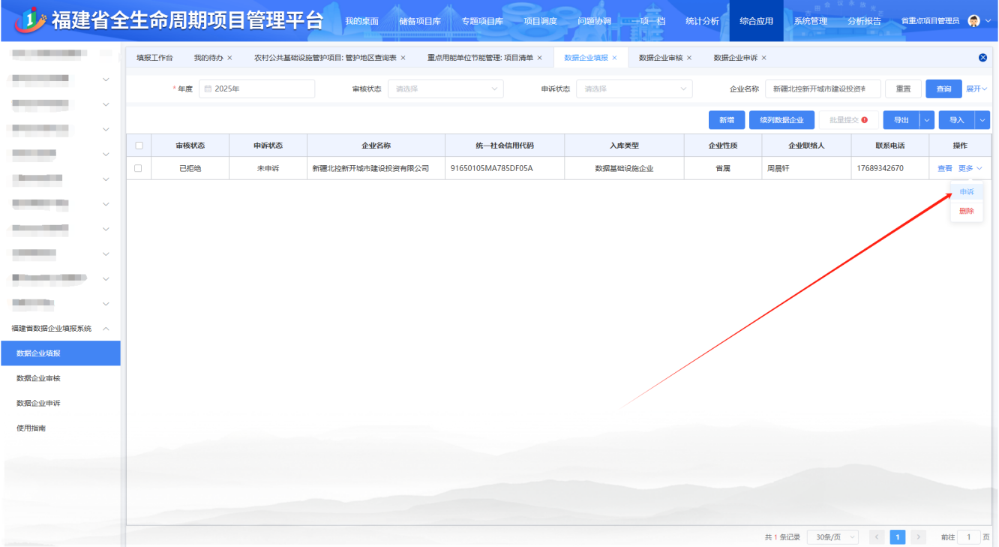 福建省全生命周期项目管理平台
我的桌面 储备项目库 专题项目库 项目调度 问题协调 一项一档 统计分析 综合应用 系统管理 分析报告 省重点项目管理员
填报工作台 我的待办 × 农村公共基础设施管护项目: 管护地区查询表 × 重点用能单位节能管理: 项目清单 × 数据企业填报 × 数据企业审核 × 数据企业申诉 ×
* 年度 2025年 审核状态 请选择 申诉状态 请选择 企业名称 新疆北控新开城市建设投资有 重置 查询 展开
新增 续列数据企业 批量提交 导出 导入
审核状态 申诉状态 企业名称 统一社会信用代码 入库类型 企业性质 企业联络人 联系电话 操作
已拒绝 未申诉 新疆北控新开城市建设投资有限公司 91650105MA785DF05A 数据基础设施企业 省属 周晨轩 17689342670 查看 更多
申诉
删除
福建省数据企业填报系统
数据企业填报
数据企业审核
数据企业申诉
使用指南
共 1 条记录 30条/页 < 1 > 前往 1 页